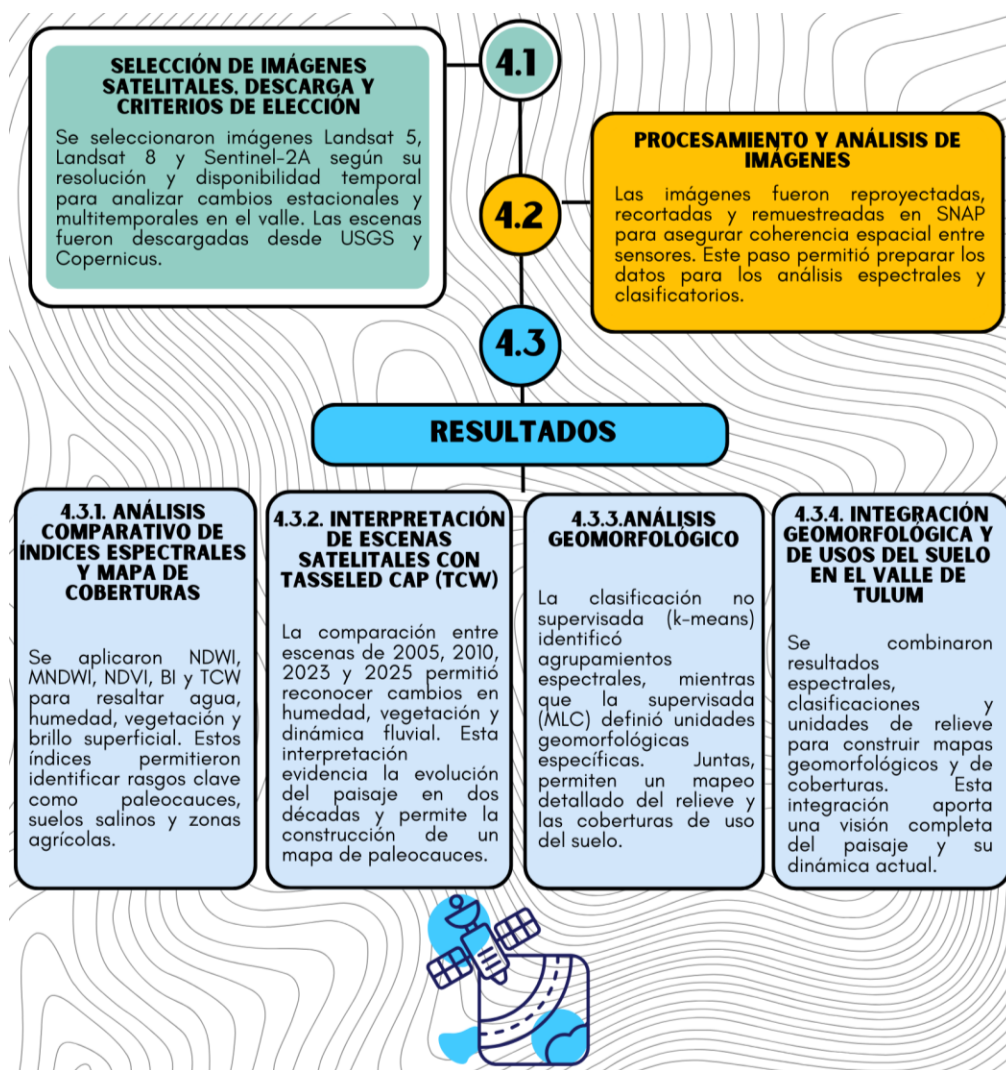 4.1
SELECCIÓN DE IMÁGENES
SATELITALES. DESCARGA Y
CRITERIOS DE ELECCIÓN
Se seleccionaron imágenes Landsat 5,
Landsat 8 y Sentinel-2A según su
resolución y disponibilidad temporal
para analizar cambios estacionales y
multitemporales en el valle. Las escenas
fueron descargadas desde USGS y
Copernicus.
4.2
PROCESAMIENTO Y ANÁLISIS DE
IMÁGENES
Las imágenes fueron reproyectadas,
recortadas y remuestreadas en SNAP
para asegurar coherencia espacial entre
sensores. Este paso permitió preparar los
datos para los análisis espectrales y
clasificatorios.
4.3
RESULTADOS
4.3.1. ANÁLISIS
COMPARATIVO DE
ÍNDICES ESPECTRALES
Y MAPA DE
COBERTURAS
Se aplicaron NDWI,
MNDWI, NDVI, BI y TCW
para resaltar agua,
humedad, vegetación y
brillo superficial. Estos
índices permitieron
identificar rasgos clave
como paleocauces,
suelos salinos y zonas
agrícolas.
4.3.2. INTERPRETACIÓN
DE ESCENAS
SATELITALES CON
TASSELED CAP (TCW)
La comparación entre
escenas de 2005, 2010,
2023 y 2025 permitió
reconocer cambios en
humedad, vegetación y
dinámica fluvial. Esta
interpretación
evidencia la evolución
del paisaje en dos
décadas y permite la
construcción de un
mapa de paleocauces.
4.3.3.ANÁLISIS
GEOMORFOLÓGICO
La clasificación no
supervisada (k-means)
identificó
agrupamientos
espectrales, mientras
que la supervisada
(MLC) definió unidades
geomorfológicas
específicas. Juntas,
permiten un mapeo
detallado del relieve y
las coberturas de uso
del suelo.
4.3.4. INTEGRACIÓN
GEOMORFOLÓGICA Y
DE USOS DEL SUELO
EN EL VALLE DE
TULUM
Se combinaron
resultados
espectrales,
clasificaciones y
unidades de relieve
para construir mapas
geomorfológicos y de
coberturas. Esta
integración aporta
una visión completa
del paisaje y su
dinámica actual.